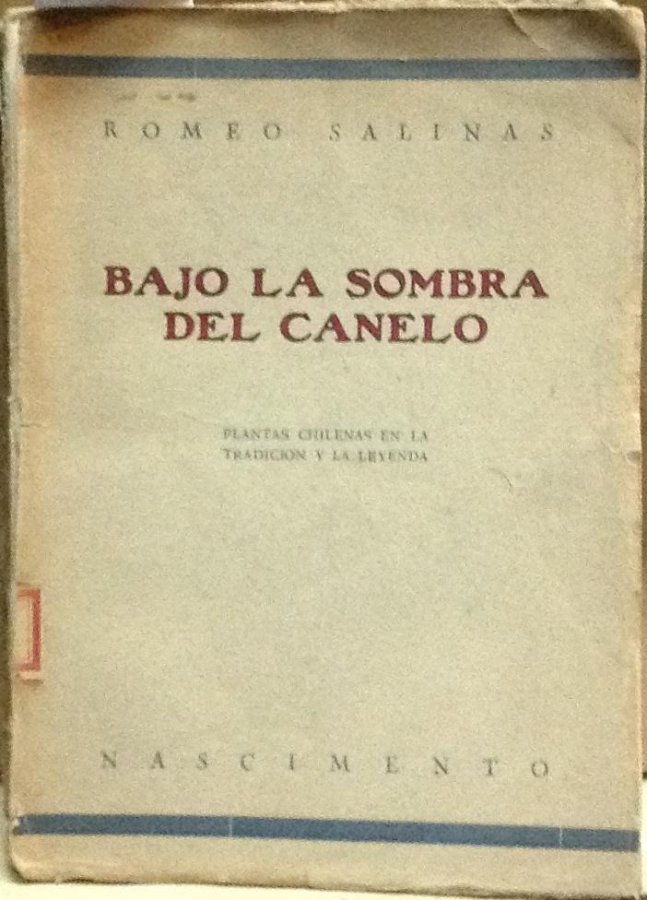 ROMEO SALINAS
BAJO LA SOMBRA
DEL CANELO
PLANTAS CHILENAS EN LA
TRADICION Y LA LEYENDA
NASCIMENTO